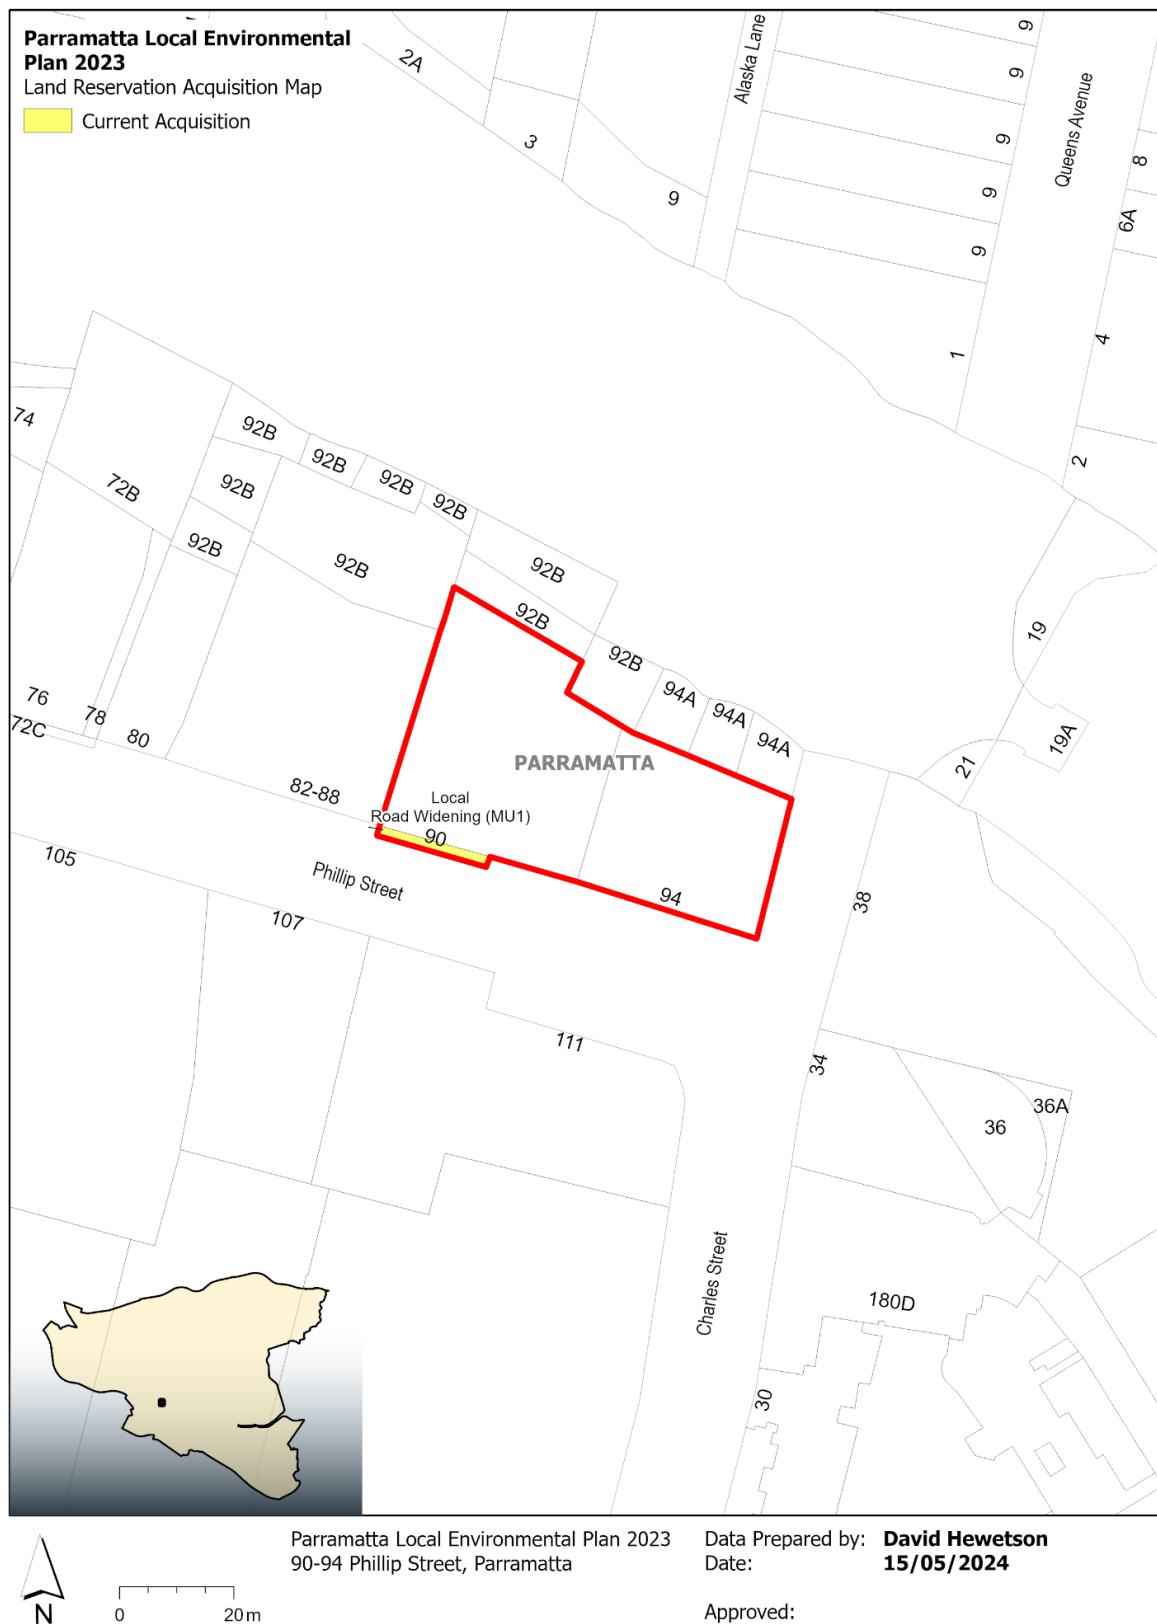 Parramatta Local Environmental
Plan 2023
Land Reservation Acquisition Map
Current Acquisition
2A
3
9
Alaska Lane
9
9
9
9
9
Queens Avenue
8
6A
4
1
2
74
72B
92B
92B
92B
92B
92B
92B
92B
92B
92B
92B
94A
94A
94A
19
19A
21
76
72C
78
80
82-88
PARRAMATTA
Local
Road Widening (MU1)
90
94
Phillip Street
105
107
111
38
34
36
36A
Charles Street
180D
30
N
0
20 m
Parramatta Local Environmental Plan 2023
90-94 Phillip Street, Parramatta
Data Prepared by: David Hewetson
Date: 15/05/2024
Approved: